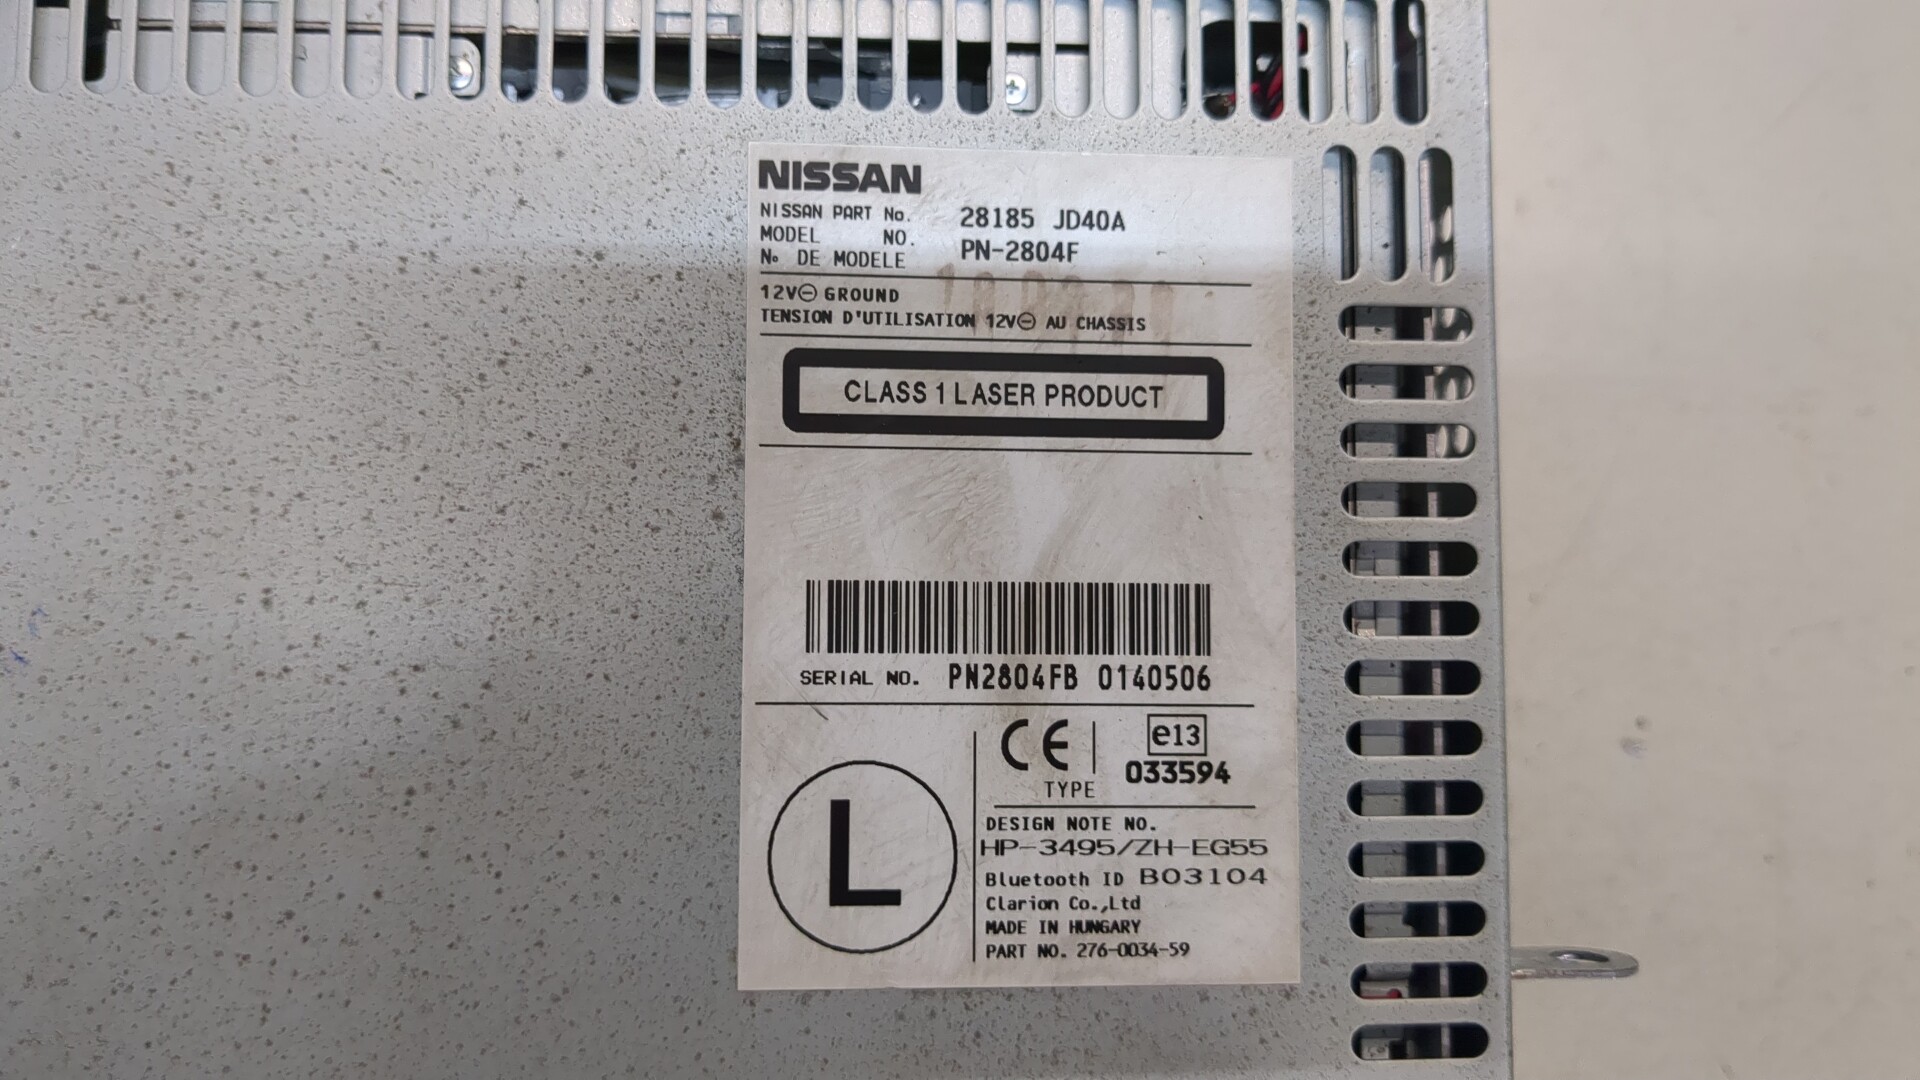 NISSAN
NISSAN PART No. 28185 JD40A
MODEL NO. PN-2804F
No DE MODELE
12V⊖ GROUND
TENSION D'UTILISATION 12V⊖ AU CHASSIS
CLASS 1 LASER PRODUCT
SERIAL NO. PN2804FB 0140506
CE e13
TYPE 033594
L
DESIGN NOTE NO.
HP-3495/ZH-EG55
Bluetooth ID B03104
Clarion Co.,Ltd
MADE IN HUNGARY
PART NO. 276-0034-59